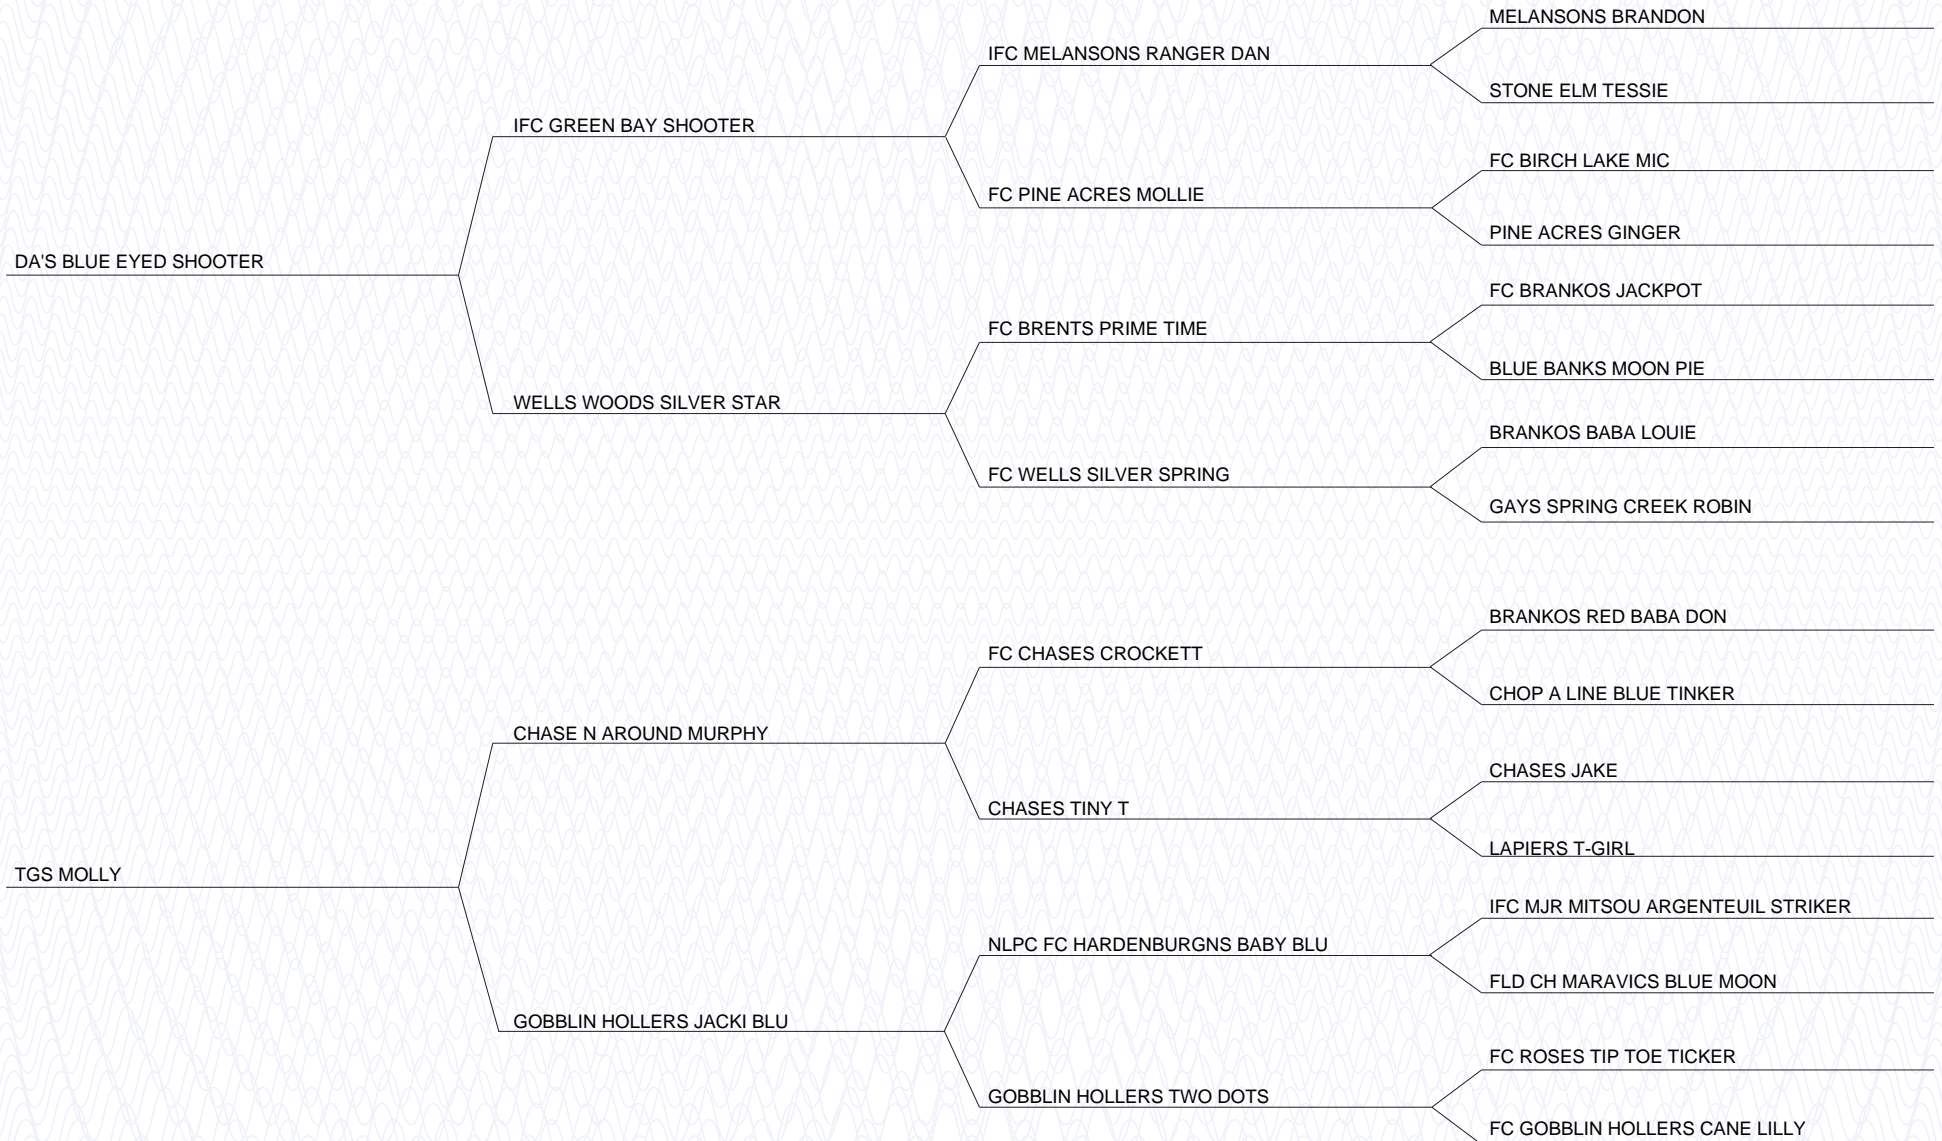 MELANSONS BRANDON
IFC MELANSONS RANGER DAN
STONE ELM TESSIE
IFC GREEN BAY SHOOTER
FC BIRCH LAKE MIC
FC PINE ACRES MOLLIE
PINE ACRES GINGER
DA'S BLUE EYED SHOOTER
FC BRANKOS JACKPOT
FC BRENTS PRIME TIME
BLUE BANKS MOON PIE
WELLS WOODS SILVER STAR
BRANKOS BABA LOUIE
FC WELLS SILVER SPRING
GAYS SPRING CREEK ROBIN
BRANKOS RED BABA DON
FC CHASES CROCKETT
CHOP A LINE BLUE TINKER
CHASE N AROUND MURPHY
CHASES JAKE
CHASES TINY T
LAPIERS T-GIRL
TGS MOLLY
IFC MJR MITSOU ARGENTEUIL STRIKER
NLPC FC HARDENBURGNS BABY BLU
FLD CH MARAVICS BLUE MOON
GOBBLIN HOLLERS JACKI BLU
FC ROSES TIP TOE TICKER
GOBBLIN HOLLERS TWO DOTS
FC GOBBLIN HOLLERS CANE LILLY